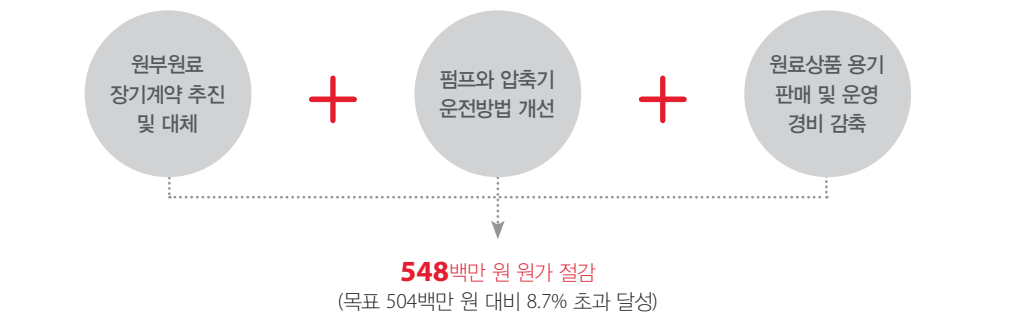 원부원료
장기계약 추진
및 대체
+
펌프와 압축기
운전방법 개선
+
원료상품 용기
판매 및 운영
경비 감축
548백만 원 원가 절감
(목표 504백만 원 대비 8.7% 초과 달성)